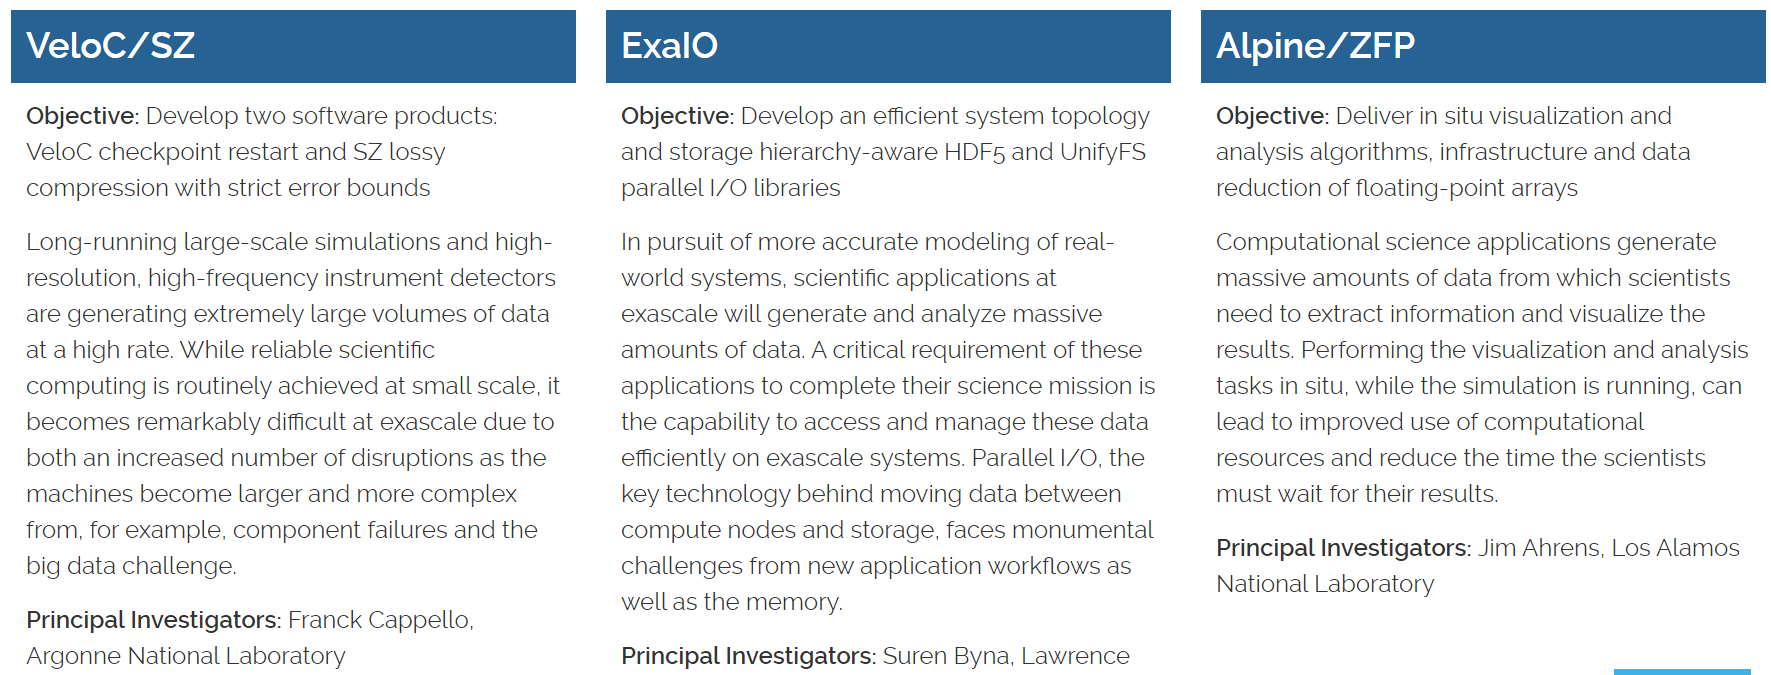 VeloC/SZ
Objective: Develop two software products:
VeloC checkpoint restart and SZ lossy
compression with strict error bounds
Long-running large-scale simulations and high-
resolution, high-frequency instrument detectors
are generating extremely large volumes of data
at a high rate. While reliable scientific
computing is routinely achieved at small scale, it
becomes remarkably difficult at exascale due to
both an increased number of disruptions as the
machines become larger and more complex
from, for example, component failures and the
big data challenge.
Principal Investigators: Franck Cappello,
Argonne National Laboratory
ExaIO
Objective: Develop an efficient system topology
and storage hierarchy-aware HDF5 and UnifyFS
parallel I/O libraries
In pursuit of more accurate modeling of real-
world systems, scientific applications at
exascale will generate and analyze massive
amounts of data. A critical requirement of these
applications to complete their science mission is
the capability to access and manage these data
efficiently on exascale systems. Parallel I/O, the
key technology behind moving data between
compute nodes and storage, faces monumental
challenges from new application workflows as
well as the memory.
Principal Investigators: Suren Byna, Lawrence
Alpine/ZFP
Objective: Deliver in situ visualization and
analysis algorithms, infrastructure and data
reduction of floating-point arrays
Computational science applications generate
massive amounts of data from which scientists
need to extract information and visualize the
results. Performing the visualization and analysis
tasks in situ, while the simulation is running, can
lead to improved use of computational
resources and reduce the time the scientists
must wait for their results.
Principal Investigators: Jim Ahrens, Los Alamos
National Laboratory